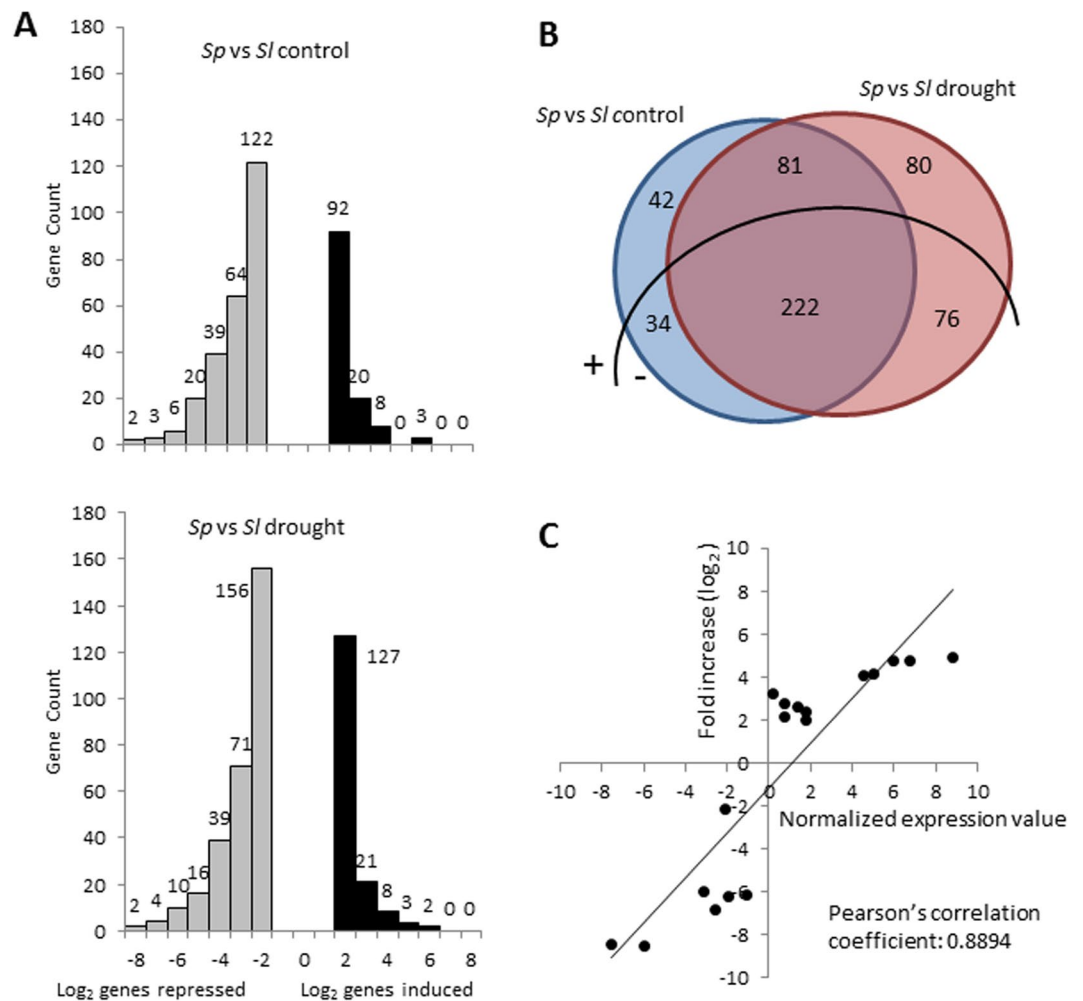 A
Sp vs Sl control
Gene Count
180
160
140
120
100
80
60
40
20
0
2 3 6 20 39 64 122 92 20 8 0 3 0 0
Sp vs Sl drought
Gene Count
180
160
140
120
100
80
60
40
20
0
2 4 10 16 39 71 156 127 21 8 3 2 0 0
-8 -6 -4 -2 0 2 4 6 8
Log₂ genes repressed
Log₂ genes induced
B
Sp vs Sl control
Sp vs Sl drought
42
81
80
34
222
76
+
-
C
Fold increase (log₂)
10
8
6
4
2
0
-2
-4
-6
-8
-10
-10 -8 -6 -4 -2 0 2 4 6 8 10
Normalized expression value
Pearson's correlation
coefficient: 0.8894